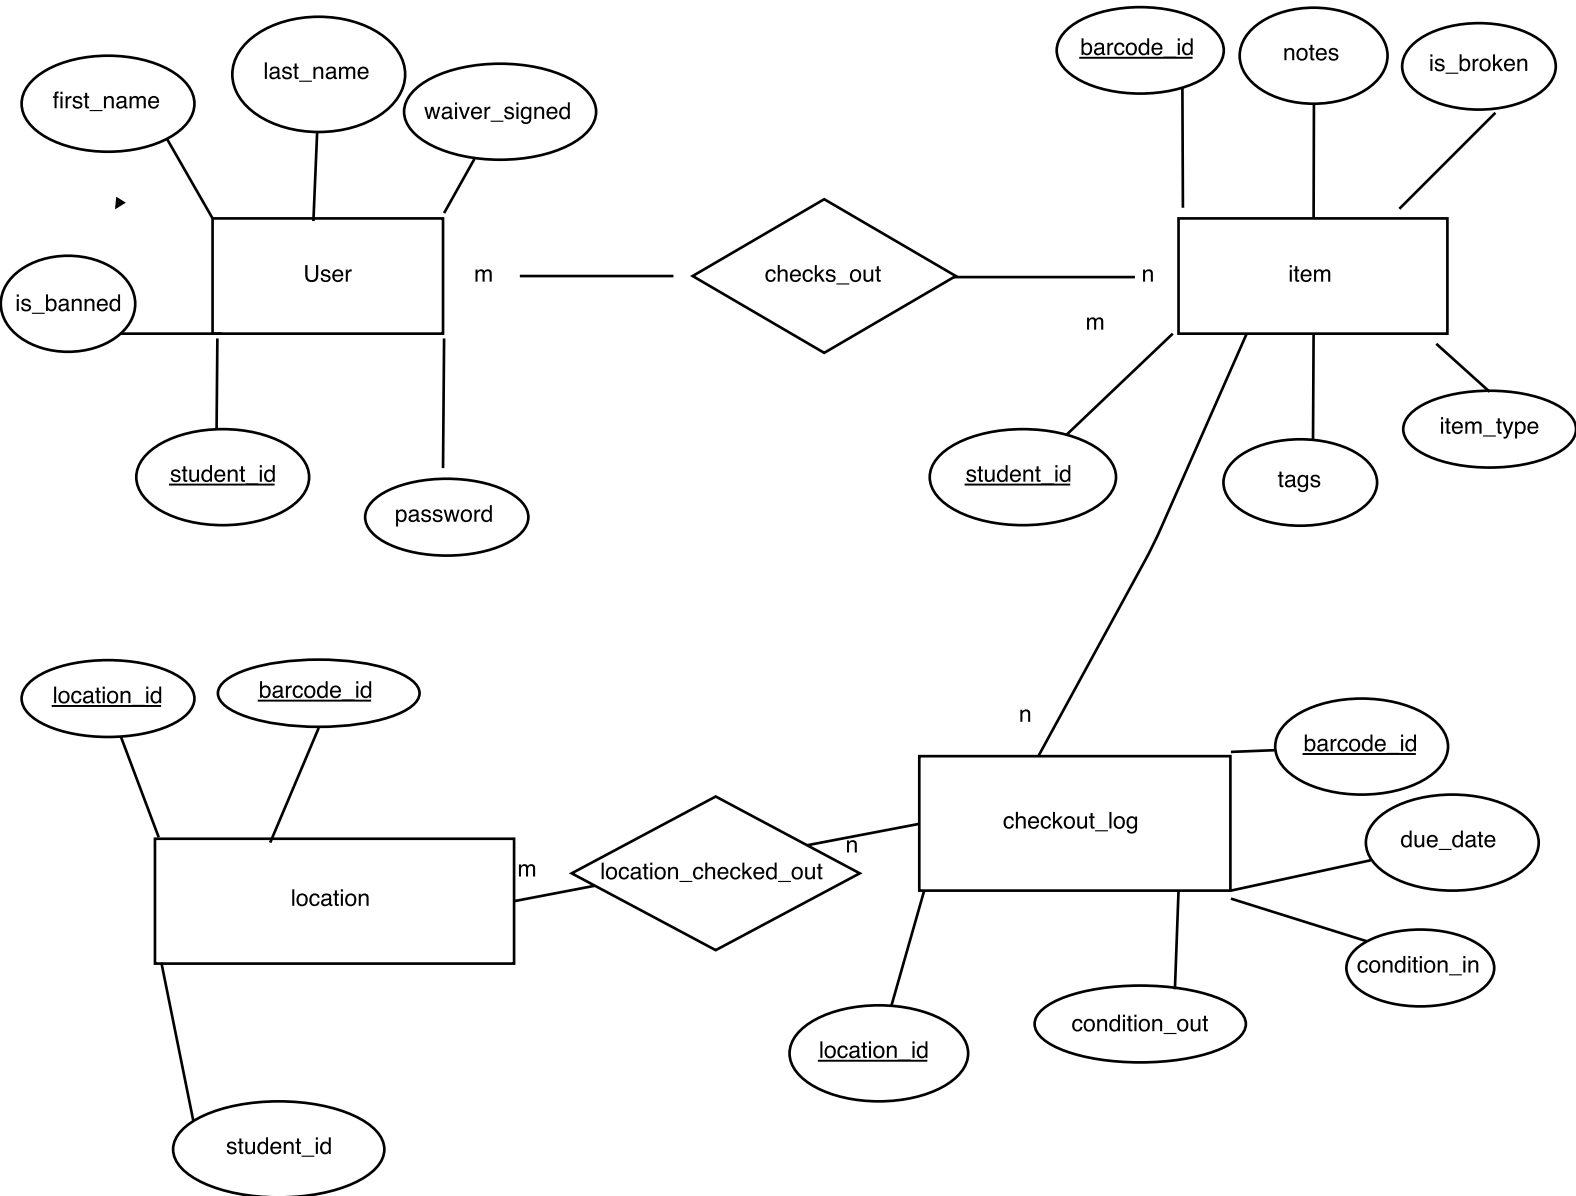 first_name
last_name
waiver_signed
barcode_id
notes
is_broken
is_banned
User
m
checks_out
n
item
m
student_id
password
student_id
tags
item_type
location_id
barcode_id
n
barcode_id
location
m
location_checked_out
n
checkout_log
due_date
condition_in
location_id
condition_out
student_id